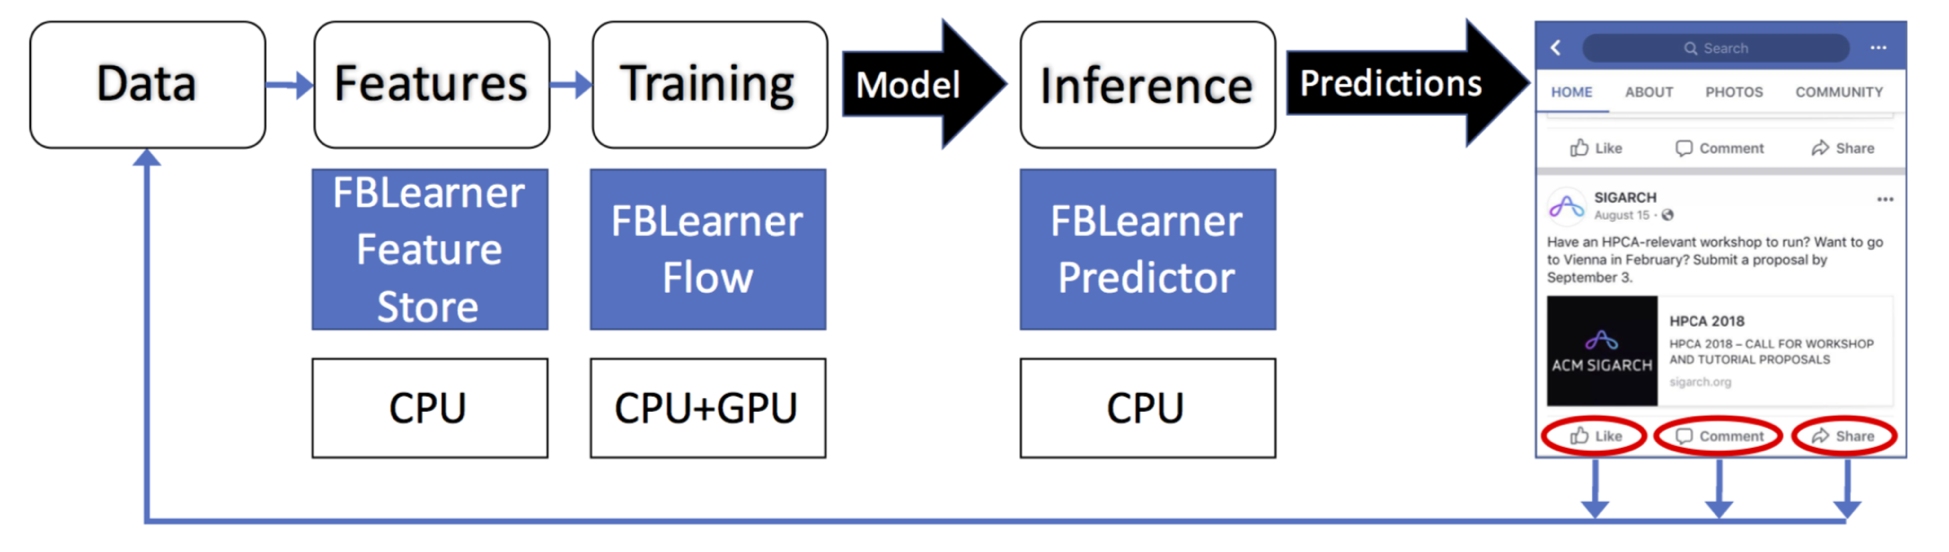 Data
Features
Training
Model
Inference
Predictions
FBLearner
Feature
Store
FBLearner
Flow
FBLearner
Predictor
CPU
CPU+GPU
CPU
Search
HOME ABOUT PHOTOS COMMUNITY
Like Comment Share
SIGARCH
August 15
Have an HPCA-relevant workshop to run? Want to go
to Vienna in February? Submit a proposal by
September 3.
ACM SIGARCH
HPCA 2018
HPCA 2018 – CALL FOR WORKSHOP
AND TUTORIAL PROPOSALS
sigarch.org
Like Comment Share